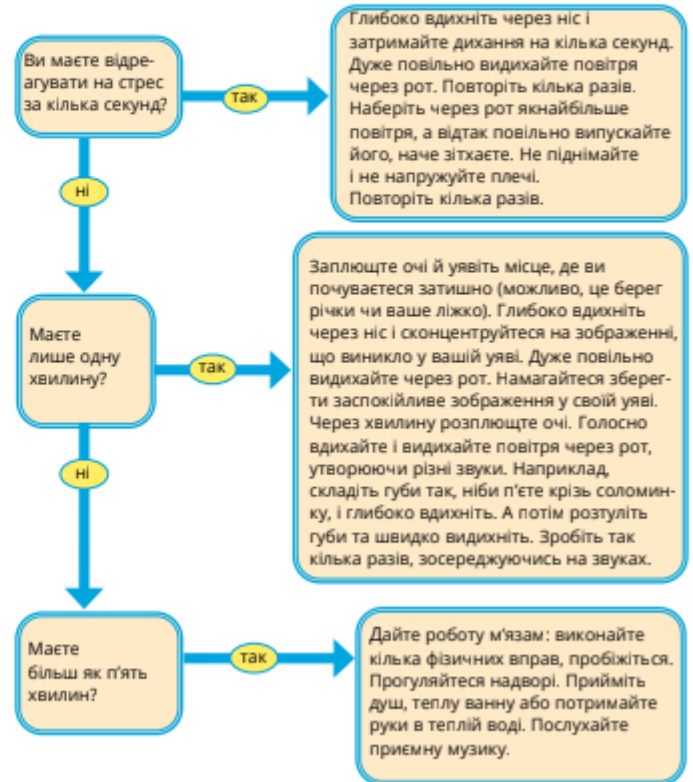 Ви маєте відре-
агувати на стрес
за кілька секунд?
так
Глибоко вдихніть через ніс і
затримайте дихання на кілька секунд.
Дуже повільно видихайте повітря
через рот. Повторіть кілька разів.
Наберіть через рот якнайбільше
повітря, а відтак повільно випускайте
його, наче зітхаєте. Не піднімайте
і не напружуйте плечі.
Повторіть кілька разів.
ні
Маєте
лише одну
хвилину?
так
Заплющте очі й уявіть місце, де ви
почуваєтеся затишно (можливо, це берег
річки чи ваше ліжко). Глибоко вдихніть
через ніс і сконцентруйтеся на зображенні,
що виникло у вашій уяві. Дуже повільно
видихайте через рот. Намагайтеся зберег-
ти заспокійливе зображення у своїй уяві.
Через хвилину розплющте очі. Голосно
вдихайте і видихайте повітря через рот,
утворюючи різні звуки. Наприклад,
складіть губи так, ніби п'єте крізь соломин-
ку, і глибоко вдихніть. А потім розтуліть
губи та швидко видихніть. Зробіть так
кілька разів, зосереджуючись на звуках.
ні
Маєте
більш як п'ять
хвилин?
так
Дайте роботу м'язам: виконайте
кілька фізичних вправ, пробіжіться.
Прогуляйтеся надворі. Прийміть
душ, теплу ванну або потримайте
руки в теплій воді. Послухайте
приємну музику.